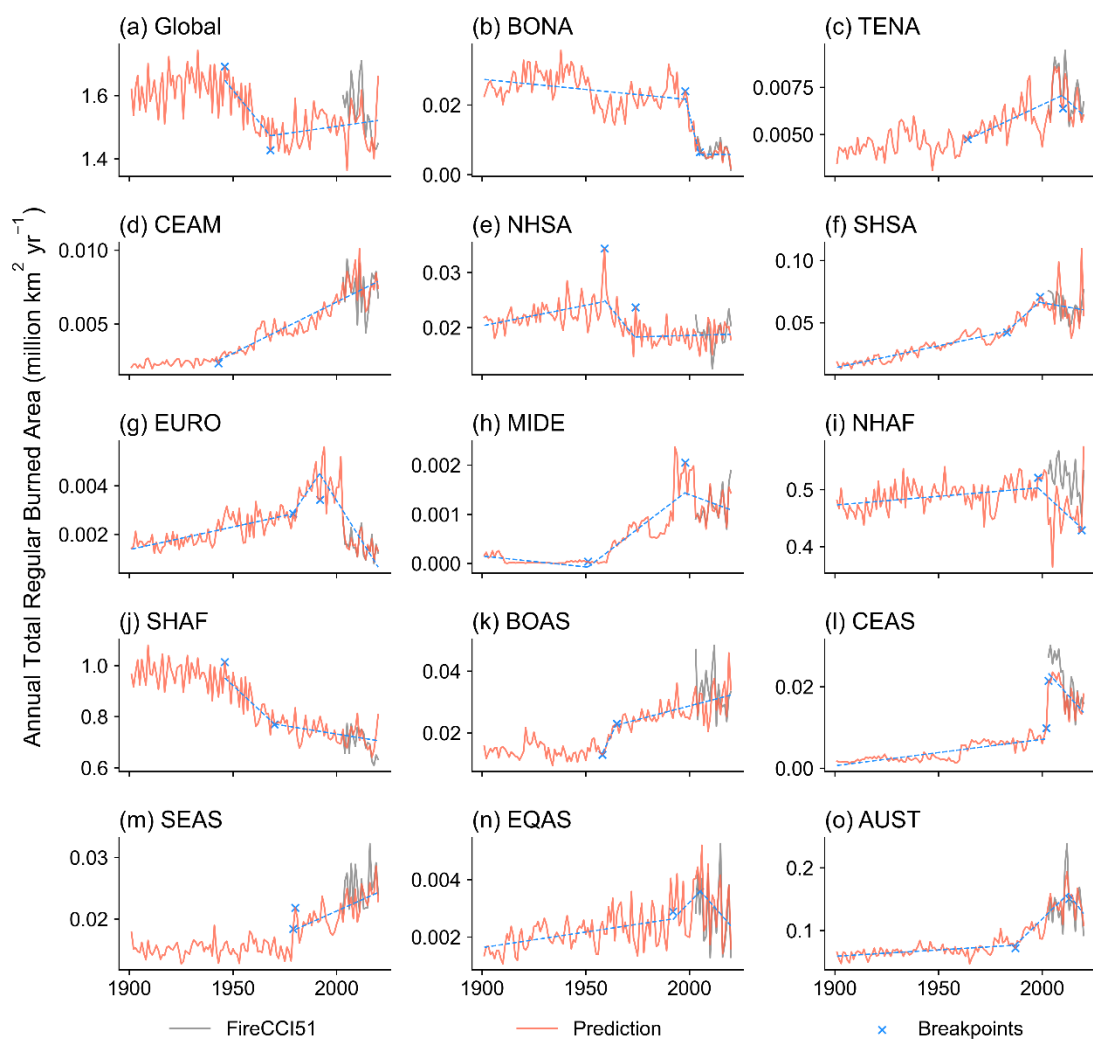 (a) Global (b) BONA (c) TENA
1.6 0.02 0.0075
1.4 0.00 0.0050
(d) CEAM (e) NHSA (f) SHSA
0.010 0.03 0.10
0.005 0.02 0.05
(g) EURO (h) MIDE (i) NHAF
0.004 0.002 0.5
0.002 0.001 0.4
0.000
(j) SHAF (k) BOAS (l) CEAS
1.0 0.04 0.02
0.8 0.02 0.00
0.6
(m) SEAS (n) EQAS (o) AUST
0.03 0.004 0.2
0.02 0.002 0.1
1900 1950 2000 1900 1950 2000 1900 1950 2000
Annual Total Regular Burned Area (million km² yr⁻¹)
FireCCI51 Prediction Breakpoints